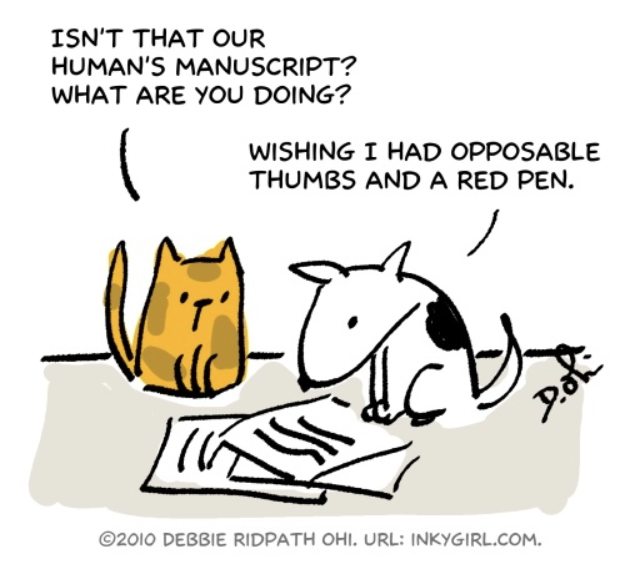 ISN'T THAT OUR
HUMAN'S MANUSCRIPT?
WHAT ARE YOU DOING?
WISHING I HAD OPPOSABLE
THUMBS AND A RED PEN.
D. Ohi.
©2010 DEBBIE RIDPATH OHI. URL: INKYGIRL.COM.